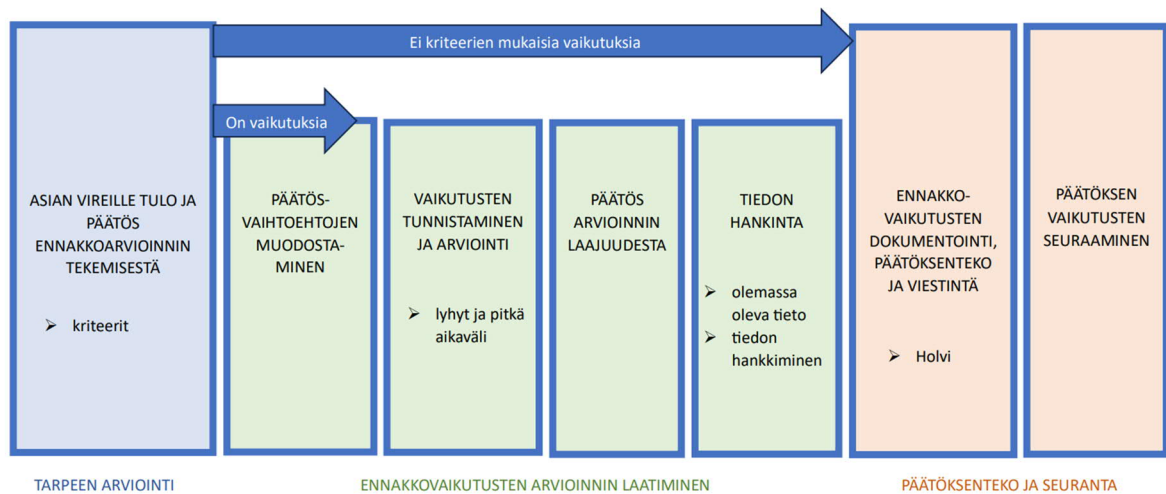 Ei kriteerien mukaisia vaikutuksia
On vaikutuksia
ASIAN VIREILLE TULO JA
PÄÄTÖS
ENNAKKOARVIOINNIN
TEKEMISESTÄ
➢ kriteerit
PÄÄTÖS-
VAIHTOEHTOJEN
MUODOSTA-
MINEN
VAIKUTUSTEN
TUNNISTAMINEN
JA ARVIOINTI
➢ lyhyt ja pitkä
aikaväli
PÄÄTÖS
ARVIOINNIN
LAAJUUDESTA
TIEDON
HANKINTA
➢ olemassa
oleva tieto
➢ tiedon
hankkiminen
ENNAKKO-
VAIKUTUSTEN
DOKUMENTOINTI,
PÄÄTÖKSENTEKO
JA VIESTINTÄ
➢ Holvi
PÄÄTÖKSEN
VAIKUTUSTEN
SEURAAMINEN
TARPEEN ARVIOINTI
ENNAKKOVAIKUTUSTEN ARVIOINNIN LAATIMINEN
PÄÄTÖKSENTEKO JA SEURANTA